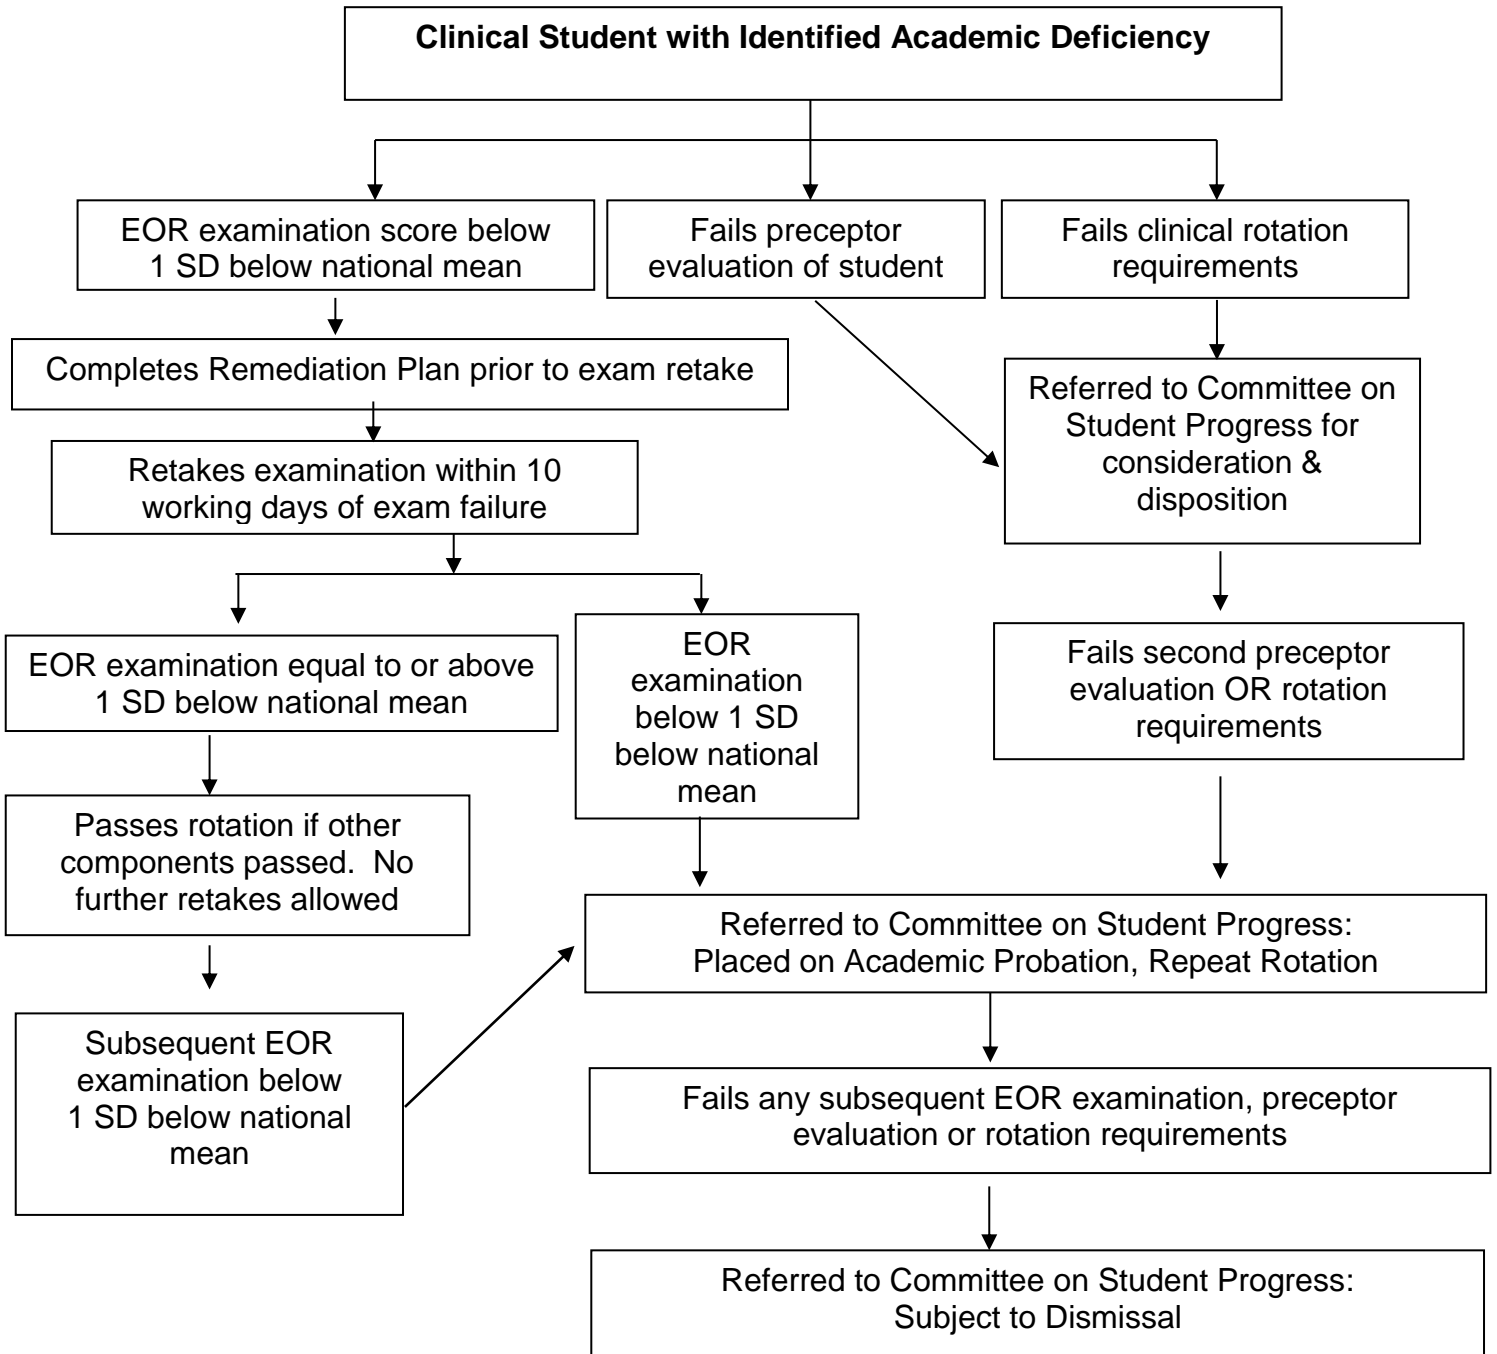 Clinical Student with Identified Academic Deficiency
EOR examination score below
1 SD below national mean
Fails preceptor
evaluation of student
Fails clinical rotation
requirements
Completes Remediation Plan prior to exam retake
Referred to Committee on
Student Progress for
consideration &
disposition
Retakes examination within 10
working days of exam failure
EOR examination equal to or above
1 SD below national mean
EOR
examination
below 1 SD
below national
mean
Fails second preceptor
evaluation OR rotation
requirements
Passes rotation if other
components passed.  No
further retakes allowed
Referred to Committee on Student Progress:
Placed on Academic Probation, Repeat Rotation
Subsequent EOR
examination below
1 SD below national
mean
Fails any subsequent EOR examination, preceptor
evaluation or rotation requirements
Referred to Committee on Student Progress:
Subject to Dismissal